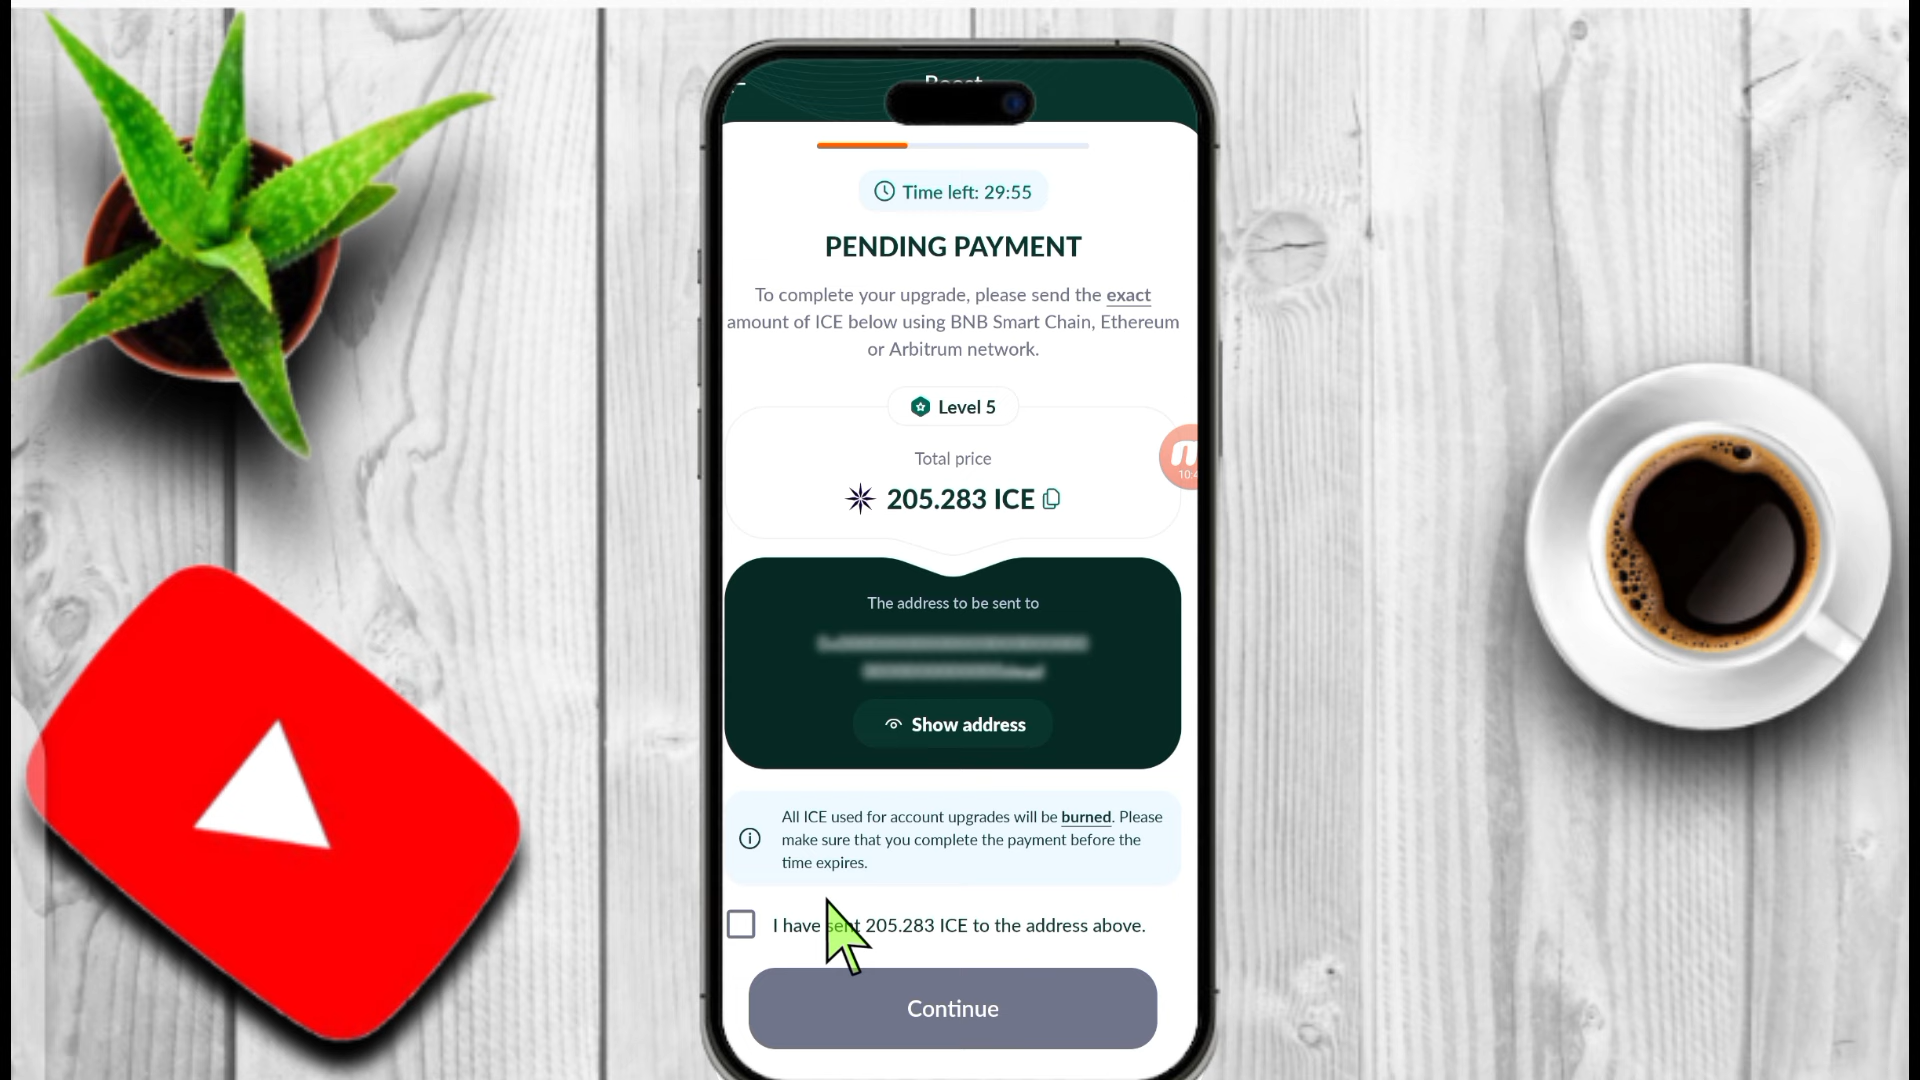 Time left: 29:55
PENDING PAYMENT
To complete your upgrade, please send the exact
amount of ICE below using BNB Smart Chain, Ethereum
or Arbitrum network.
Level 5
Total price
205.283 ICE
The address to be sent to
Show address
All ICE used for account upgrades will be burned. Please
make sure that you complete the payment before the
time expires.
I have sent 205.283 ICE to the address above.
Continue